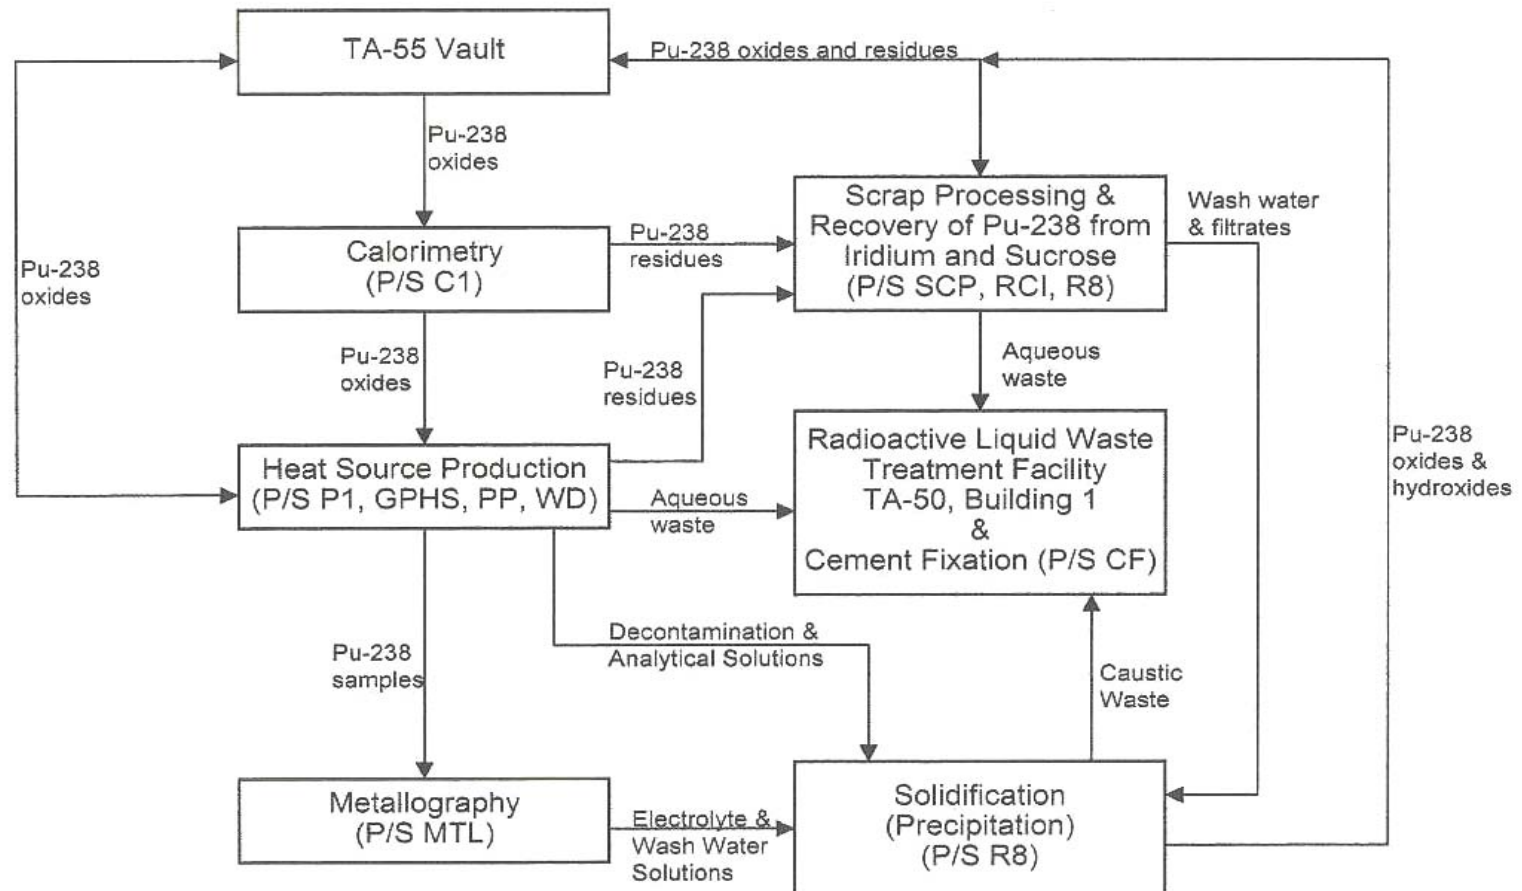 TA-55 Vault
Pu-238 oxides and residues
Pu-238
oxides
Scrap Processing &
Recovery of Pu-238 from
Iridium and Sucrose
(P/S SCP, RCI, R8)
Wash water
& filtrates
Calorimetry
(P/S C1)
Pu-238
residues
Pu-238
oxides
Pu-238
oxides
Pu-238
residues
Aqueous
waste
Heat Source Production
(P/S P1, GPHS, PP, WD)
Aqueous
waste
Radioactive Liquid Waste
Treatment Facility
TA-50, Building 1
&
Cement Fixation (P/S CF)
Pu-238
oxides &
hydroxides
Decontamination &
Analytical Solutions
Pu-238
samples
Caustic
Waste
Metallography
(P/S MTL)
Electrolyte &
Wash Water
Solutions
Solidification
(Precipitation)
(P/S R8)